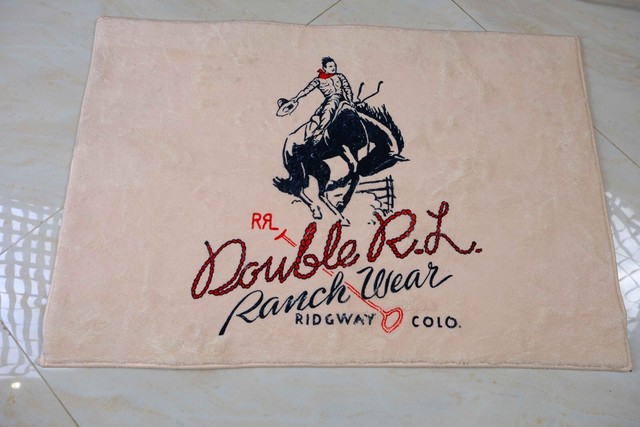 RRL
Double R.L.
Ranch Wear
RIDGWAY COLO.